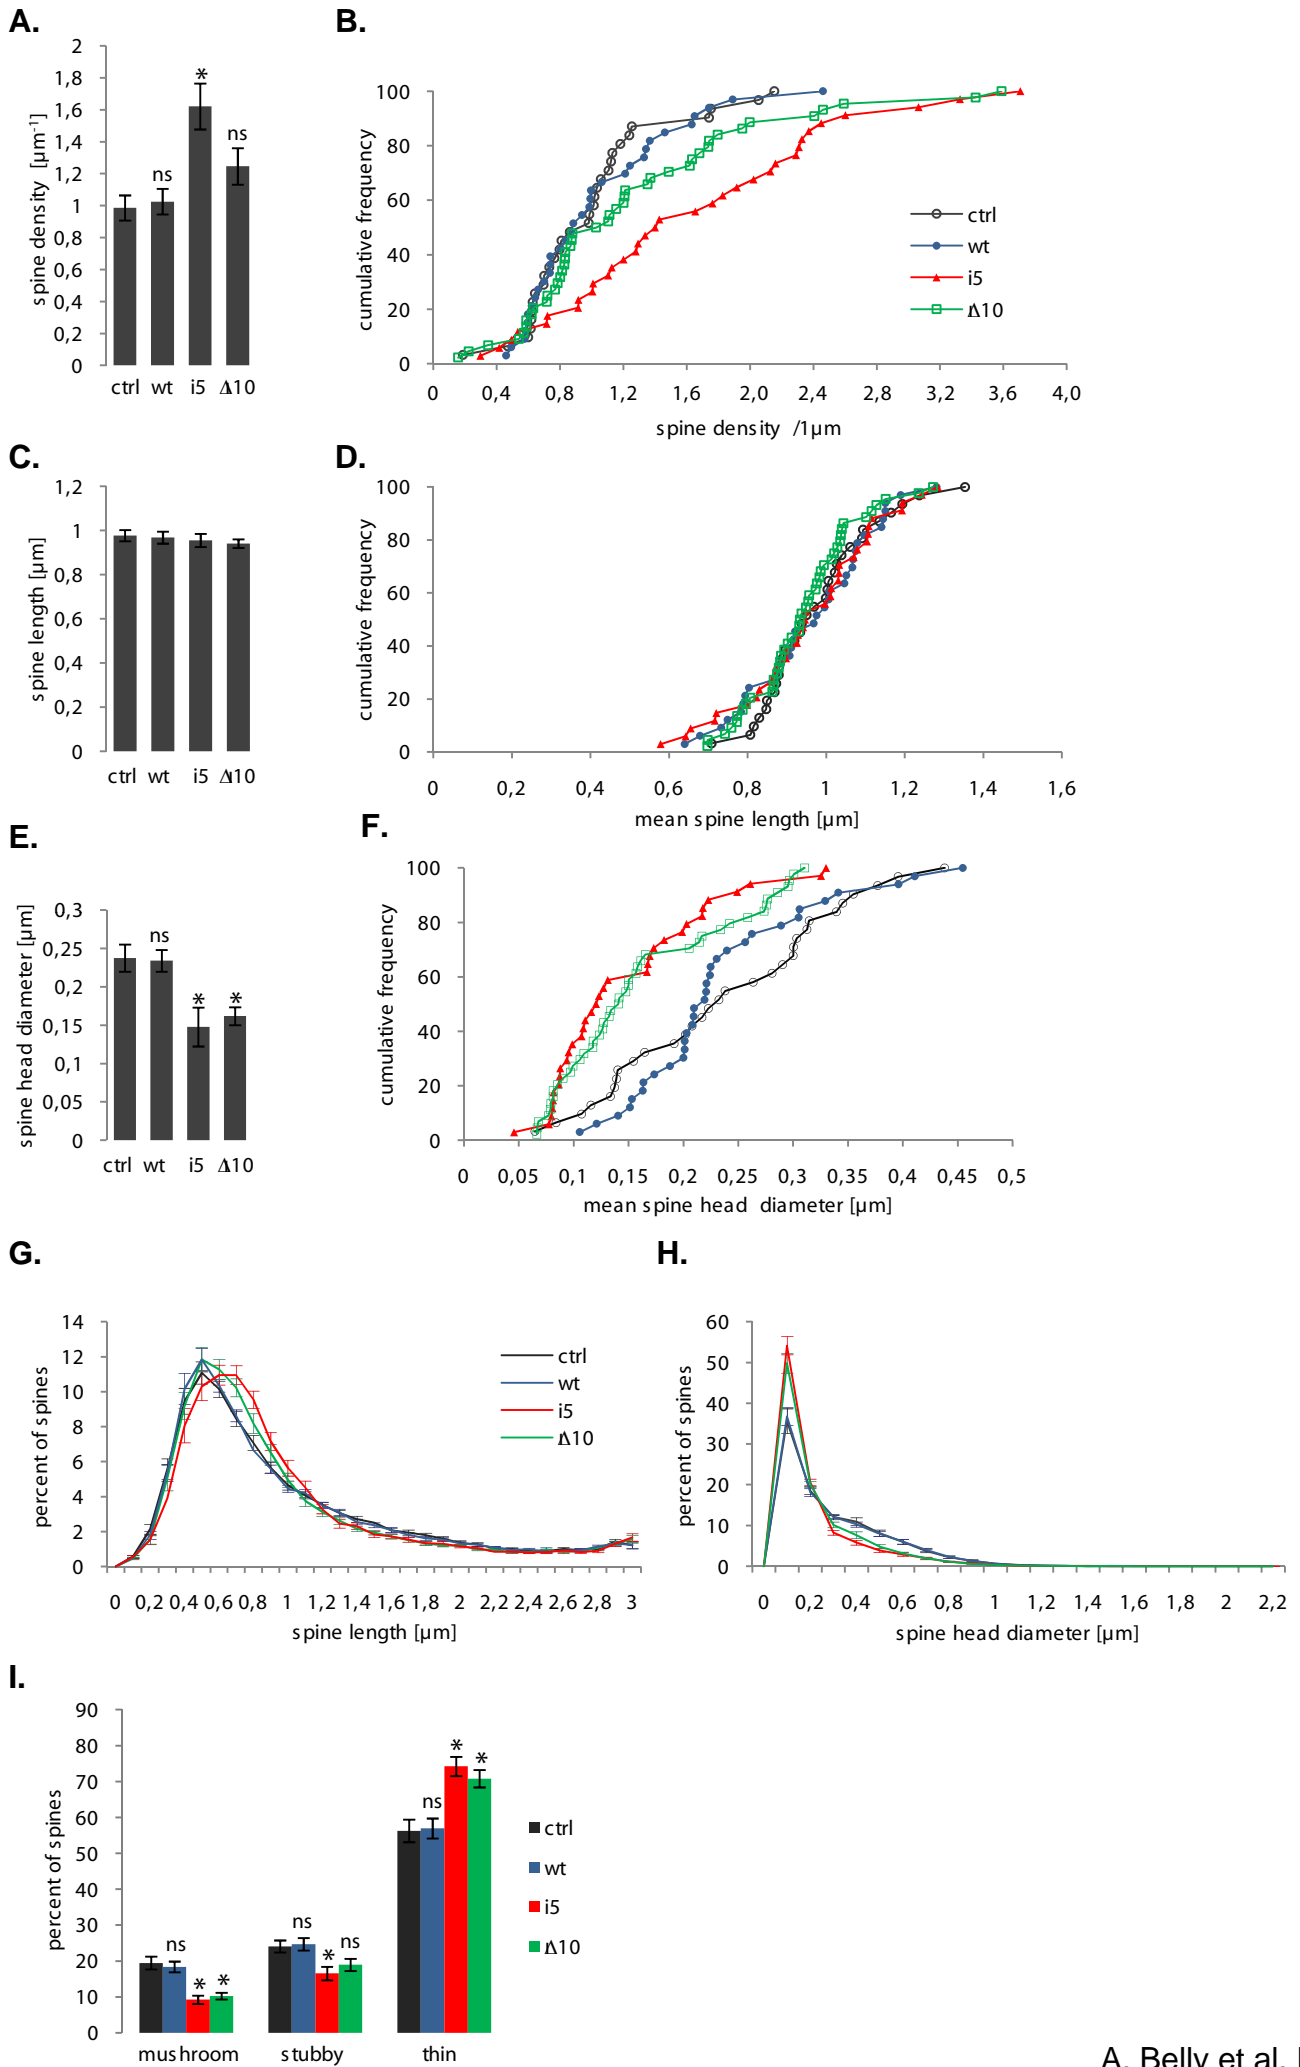 A.
2
1,8
1,6
1,4
1,2
1
0,8
0,6
0,4
0,2
0
spine density [µm⁻¹]
ns
*
ns
ctrl wt i5 Δ10
B.
100
80
60
40
20
0
cumulative frequency
ctrl
wt
i5
Δ10
0 0,4 0,8 1,2 1,6 2,0 2,4 2,8 3,2 3,6 4,0
spine density /1µm
C.
1,2
1
0,8
0,6
0,4
0,2
0
spine length [µm]
ctrl wt i5 Δ10
D.
100
80
60
40
20
0
cumulative frequency
0 0,2 0,4 0,6 0,8 1 1,2 1,4 1,6
mean spine length [µm]
E.
0,3
0,25
0,2
0,15
0,1
0,05
0
spine head diameter [µm]
ns
* *
ctrl wt i5 Δ10
F.
100
80
60
40
20
0
cumulative frequency
0 0,05 0,1 0,15 0,2 0,25 0,3 0,35 0,4 0,45 0,5
mean spine head diameter [µm]
G.
14
12
10
8
6
4
2
0
percent of spines
ctrl
wt
i5
Δ10
0 0,2 0,4 0,6 0,8 1 1,2 1,4 1,6 1,8 2 2,2 2,4 2,6 2,8 3
spine length [µm]
H.
60
50
40
30
20
10
0
percent of spines
0 0,2 0,4 0,6 0,8 1 1,2 1,4 1,6 1,8 2 2,2
spine head diameter [µm]
I.
90
80
70
60
50
40
30
20
10
0
percent of spines
ns * *
ns * ns
ns * *
ctrl
wt
i5
Δ10
mushroom stubby thin
A. Belly et al.